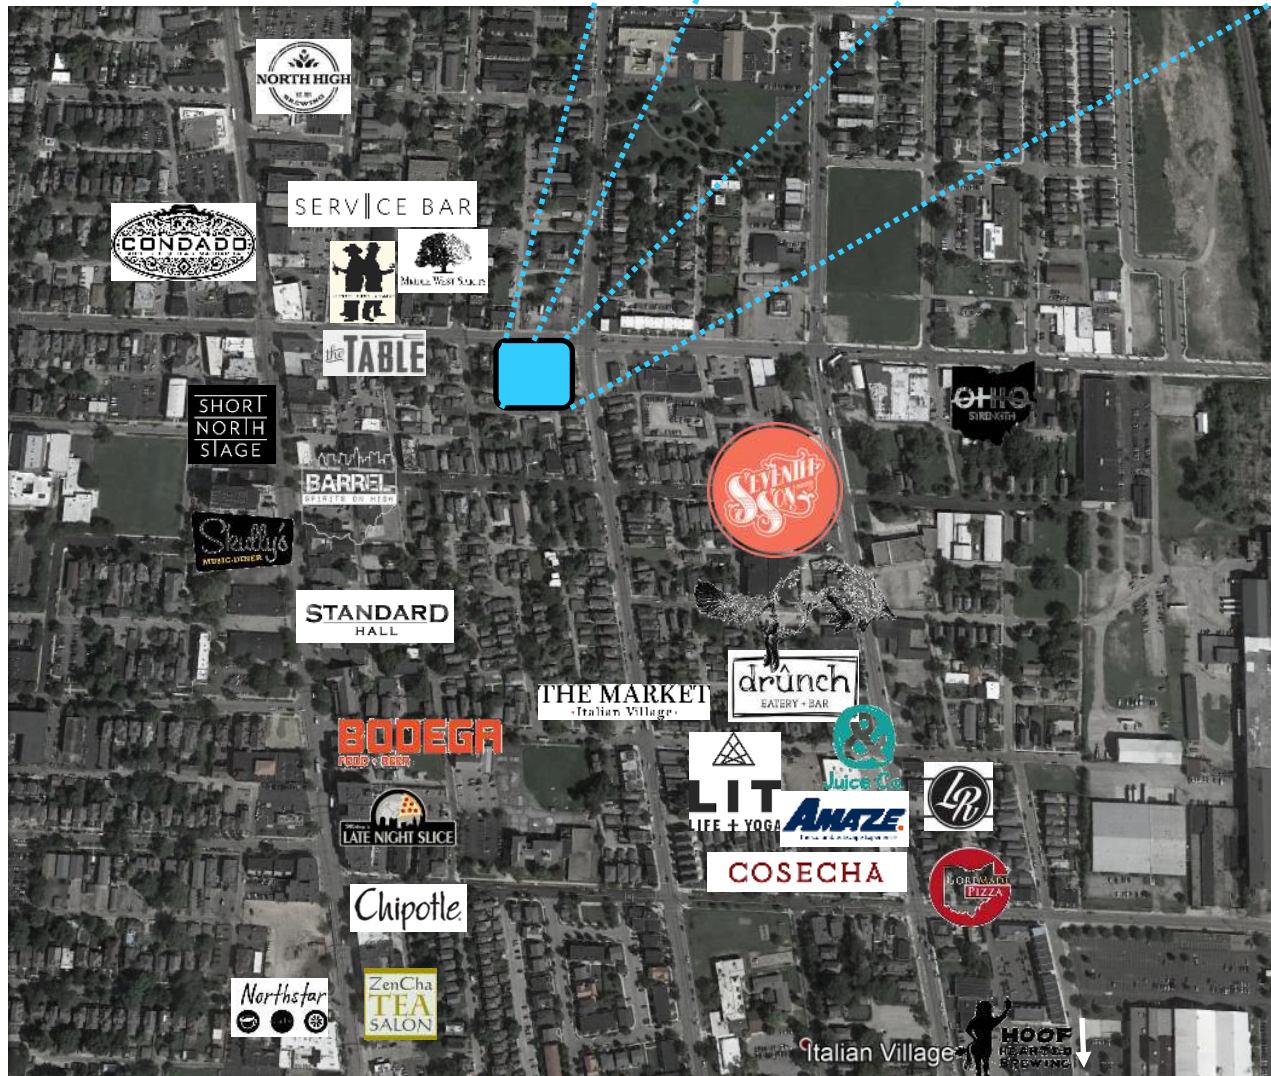 NORTH HIGH
BREWING
SERVICE BAR
CONDADO
MIDDLE WEST SPIRITS
the TABLE
SHORT
NORTH
STAGE
OHIO
STRENGTH
BARREL
SPIRITS ON HIGH
SEVENTH
SON
Skully's
MUSIC-DINER
STANDARD
HALL
drûnch
EATERY + BAR
THE MARKET
•Italian Village•
BODEGA
FOOD + BEER
&
Juice Co
LIT
LIFE + YOGA
AMAZE.
LR
LATE NIGHT SLICE
COSECHA
PIZZA
Chipotle
Northstar
ZenCha
TEA
SALON
Italian Village
HOOF
HEARTED
BREWING